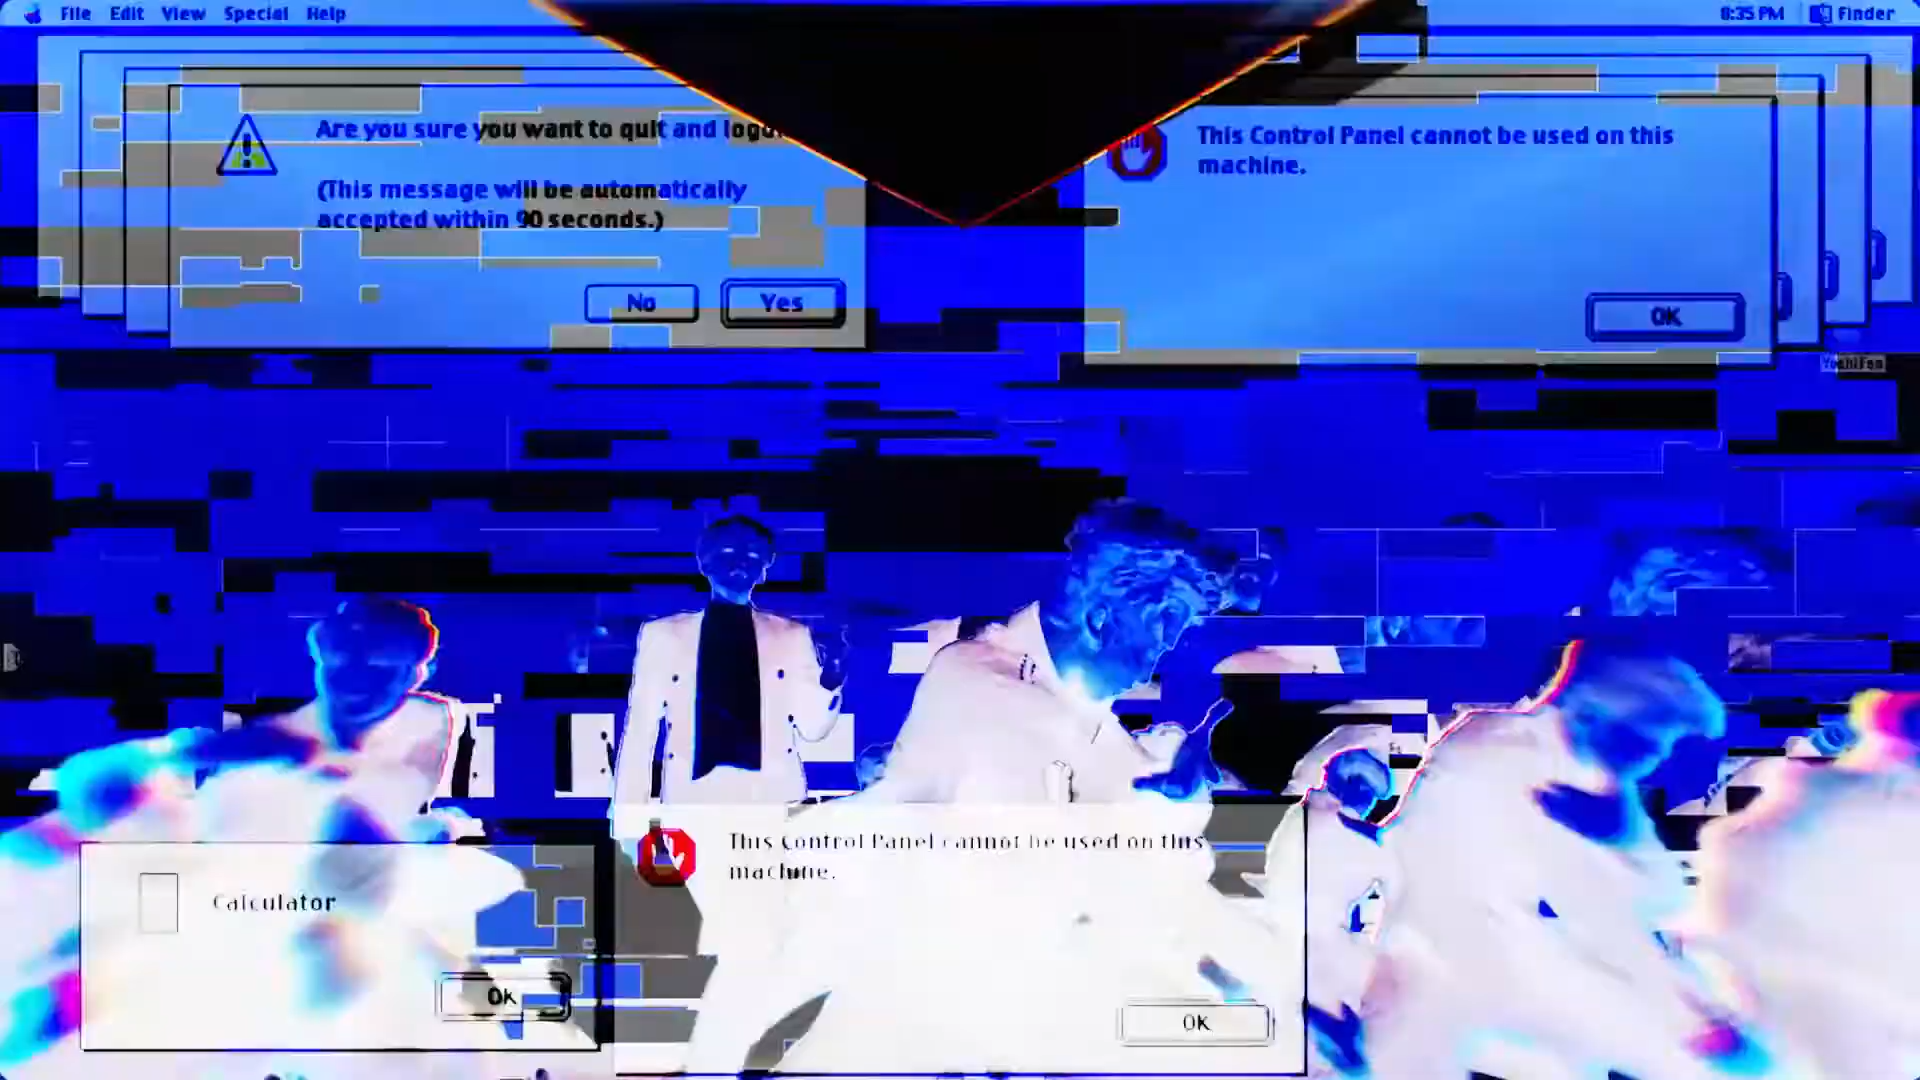 File Edit View Special Help
8:35 PM Finder
Are you sure you want to quit and
(This message will be automatically
accepted within 90 seconds.)
No Yes
This Control Panel cannot be used on this
machine.
OK
Calculator
OK
This Control Panel cannot be used on this
machine.
OK